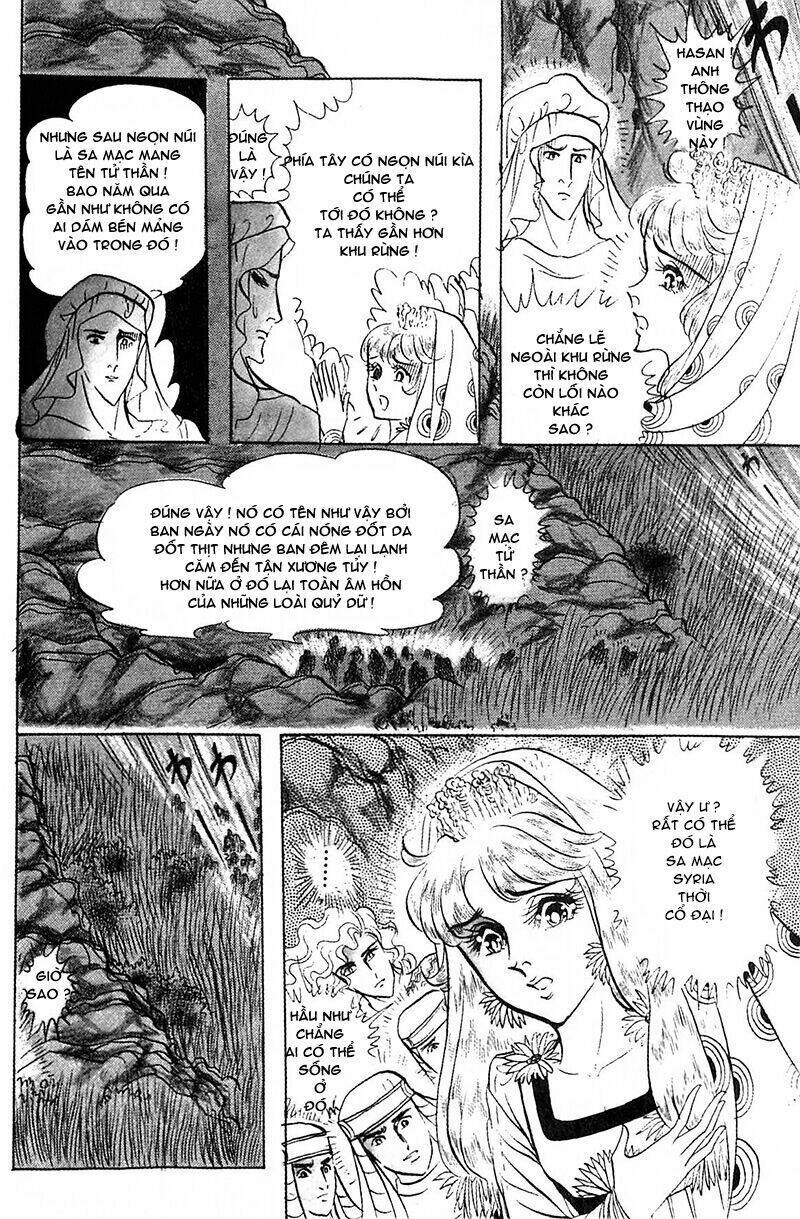 わ
HASAN !
ANH
THÔNG
THẠO
VÙNG
NÀY !
CHẲNG LẼ
NGOÀI KHU RỪNG
THÌ KHÔNG
CÒN LỐI NÀO
KHÁC
SAO ?
PHÍA TÂY CÓ NGỌN NÚI KÌA
CHÚNG TA
CÓ THỂ
TỚI ĐÓ KHÔNG ?
TA THẤY GẦN HƠN
KHU RỪNG !
ĐÚNG
LÀ
VẬY !
NHƯNG SAU NGỌN NÚI
LÀ SA MẠC MANG
TÊN TỬ THẦN !
BAO NĂM QUA
GẦN NHƯ KHÔNG CÓ
AI DÁM BÉN MẢNG
VÀO TRONG ĐÓ !
SA
MẠC
TỬ
THẦN ?
ĐÚNG VẬY ! NÓ CÓ TÊN NHƯ VẬY BỞI
BAN NGÀY NÓ CÓ CÁI NÓNG ĐỐT DA
ĐỐT THỊT NHƯNG BAN ĐÊM LẠI LẠNH
CĂM ĐẾN TẬN XƯƠNG TỦY !
HƠN NỮA Ở ĐÓ LẠI TOÀN ÂM HỒN
CỦA NHỮNG LOÀI QUỶ DỮ !
VẬY Ư ?
RẤT CÓ THỂ
ĐÓ LÀ
SA MẠC
SYRIA
THỜI
CỔ ĐẠI !
......
HẦU NHƯ
CHẲNG
AI CÓ THỂ
SỐNG
Ở
ĐÓ !
わ わ
GIỜ
SAO ?